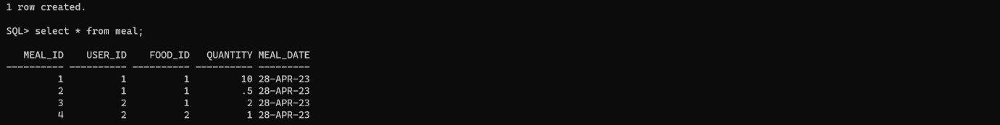 1 row created.
SQL> select * from meal;
   MEAL_ID    USER_ID    FOOD_ID   QUANTITY MEAL_DATE
---------- ---------- ---------- ---------- ---------
         1          1          1         10 28-APR-23
         2          1          1         .5 28-APR-23
         3          2          1          2 28-APR-23
         4          2          2          1 28-APR-23